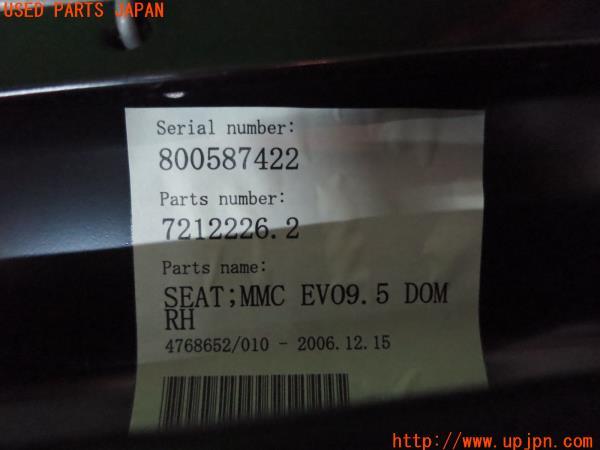 USED PARTS JAPAN
Serial number:
800587422
Parts number:
7212226.2
Parts name:
SEAT;MMC EVO9.5 DOM
RH
4768652/010 - 2006.12.15
http://www.upjpn.com/